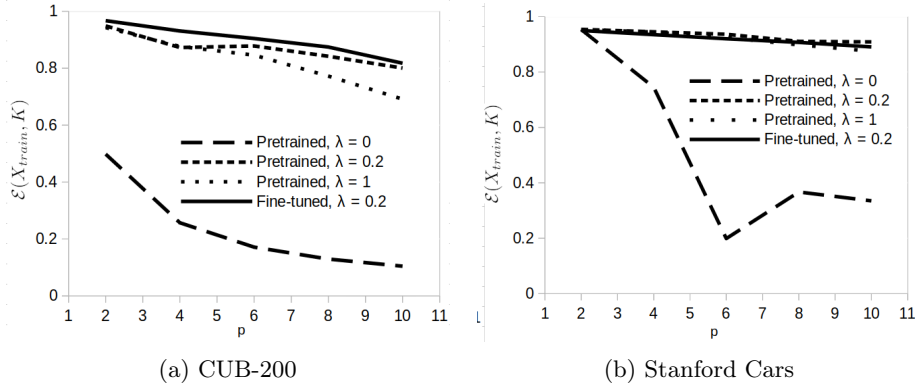 1
0.8
0.6
0.4
0.2
0
ℰ(X_train, K)
Pretrained, λ = 0
Pretrained, λ = 0.2
Pretrained, λ = 1
Fine-tuned, λ = 0.2
1 2 3 4 5 6 7 8 9 10 11
p
(a) CUB-200
1
0.8
0.6
0.4
0.2
0
ℰ(X_train, K)
Pretrained, λ = 0
Pretrained, λ = 0.2
Pretrained, λ = 1
Fine-tuned, λ = 0.2
1 2 3 4 5 6 7 8 9 10 11
p
(b) Stanford Cars